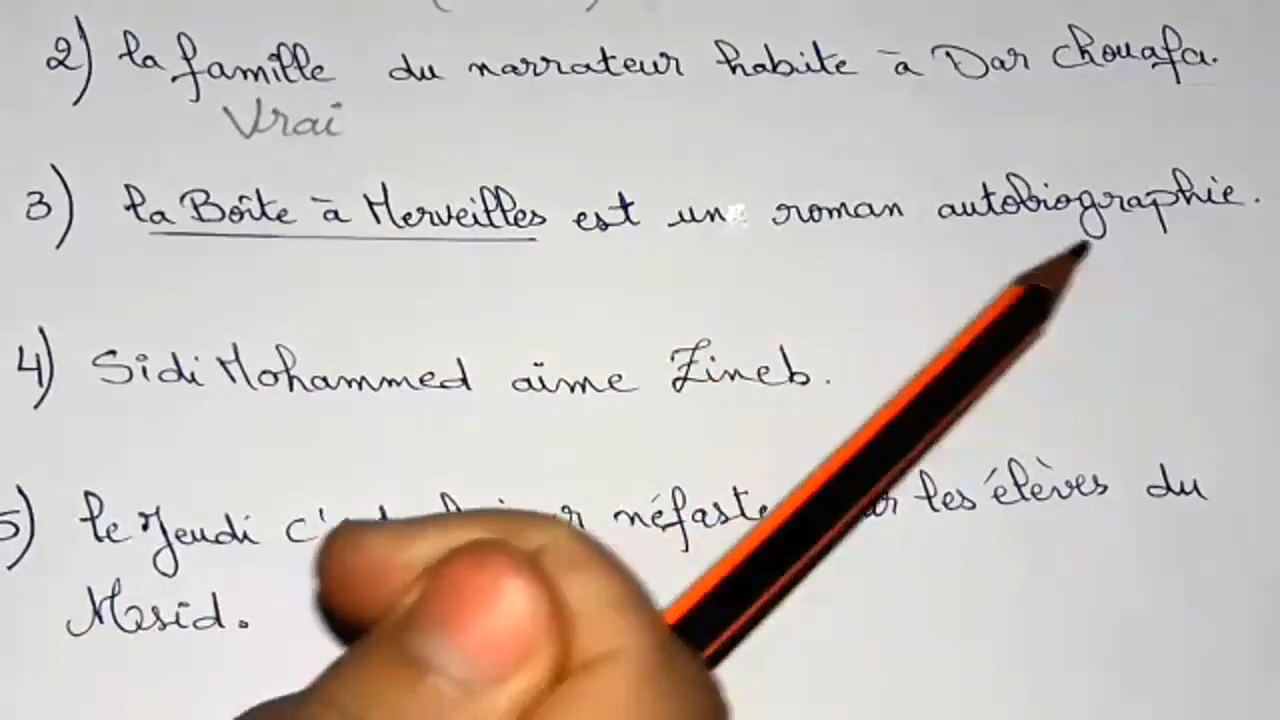 2) la famille du narrateur habite à Dar chouafa.
Vrai
3) la Boîte à Merveilles est un roman autobiographie.
4) Sidi Mohammed aime Zineb.
5) le Jeudi néfaste les élèves du
Msid.